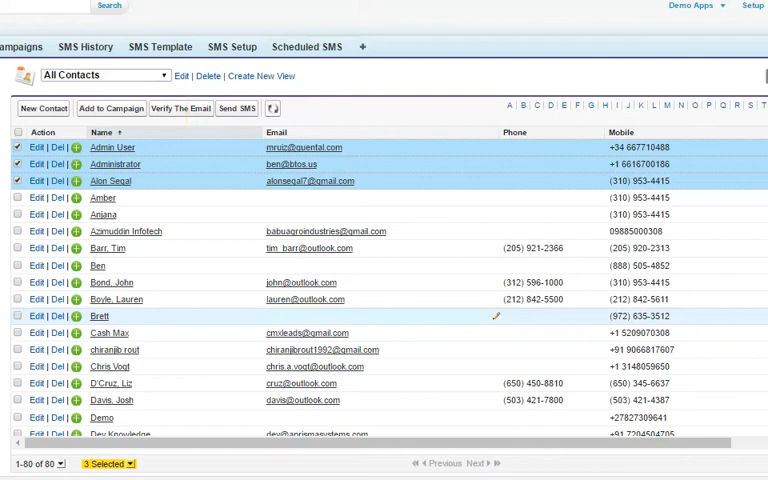 Search
Demo Apps ▼ Setup
ampaigns SMS History SMS Template SMS Setup Scheduled SMS +
All Contacts ▼ Edit | Delete | Create New View
New Contact Add to Campaign Verify The Email Send SMS A B C D E F G H I J K L M N O P Q R S T
Action Name ↑ Email Phone Mobile
Edit | Del | Admin User mruiz@quental.com +34 667710488
Edit | Del | Administrator ben@btos.us +1 6616700186
Edit | Del | Alon Segal alonsegal7@gmail.com (310) 953-4415
Edit | Del | Amber (310) 953-4415
Edit | Del | Anjana (310) 953-4415
Edit | Del | Azimuddin Infotech babuagroindustries@gmail.com 09885000308
Edit | Del | Barr, Tim tim_barr@outlook.com (205) 921-2366 (205) 920-2313
Edit | Del | Ben (888) 505-4852
Edit | Del | Bond, John john@outlook.com (312) 596-1000 (310) 953-4415
Edit | Del | Boyle, Lauren lauren@outlook.com (212) 842-5500 (212) 842-5611
Edit | Del | Brett (972) 635-3512
Edit | Del | Cash Max cmxleads@gmail.com +1 5209070308
Edit | Del | chiranjib rout chiranjibrout1992@gmail.com +91 9066817607
Edit | Del | Chris Vogt chris.a.vogt@outlook.com +1 3148059650
Edit | Del | D'Cruz, Liz cruz@outlook.com (650) 450-8810 (650) 345-6637
Edit | Del | Davis, Josh davis@outlook.com (503) 421-7800 (503) 421-4387
Edit | Del | Demo +27827309641
Edit | Del | Dev Knowledge dev@aprismasystems.com +91 7204504705
1-80 of 80 ▼ 3 Selected ▼ Previous Next